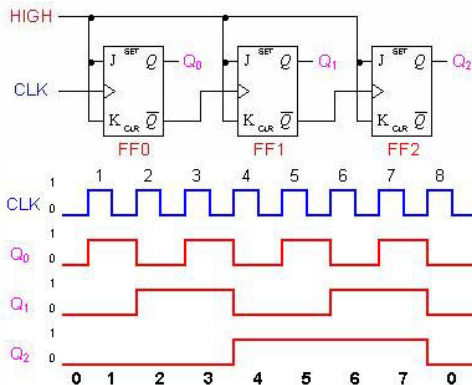 HIGH
J SET Q Q0 J SET Q Q1 J SET Q Q2
CLK
K CLR Q̅ K CLR Q̅ K CLR Q̅
FF0 FF1 FF2
1 2 3 4 5 6 7 8
CLK 1 0
Q0 1 0
Q1 1 0
Q2 1 0
0 1 2 3 4 5 6 7 0